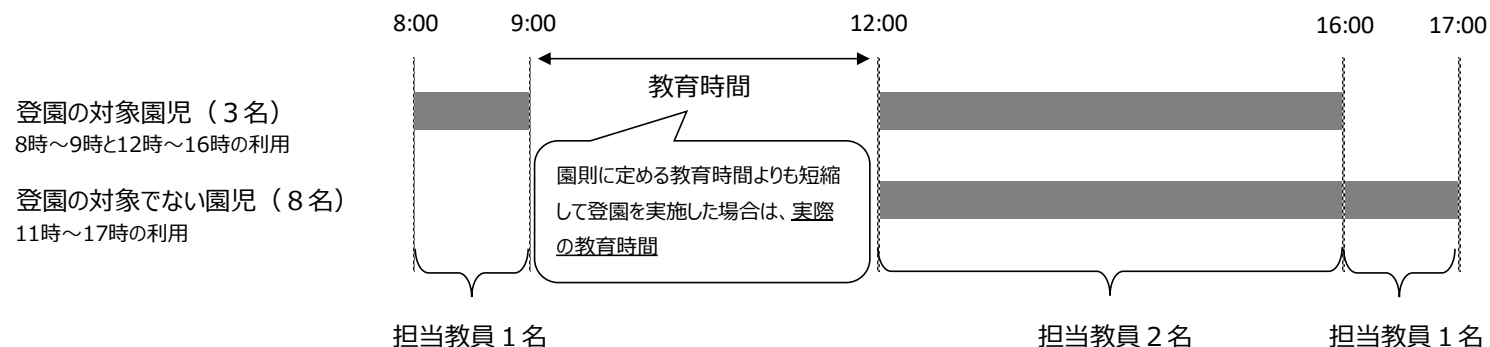 8:00 9:00 12:00 16:00 17:00
教育時間
登園の対象園児（３名）
8時～9時と12時～16時の利用
園則に定める教育時間よりも短縮
して登園を実施した場合は、実際
の教育時間
登園の対象でない園児（８名）
11時～17時の利用
担当教員１名 担当教員２名 担当教員１名